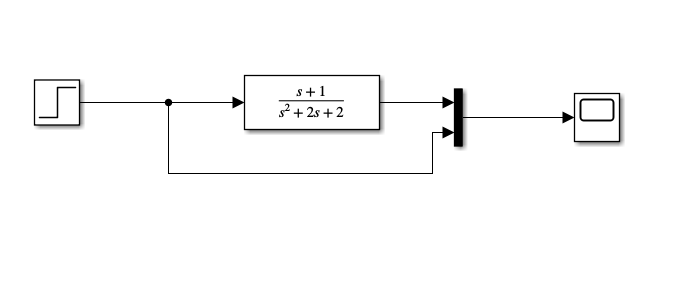 s + 1
s² + 2s + 2